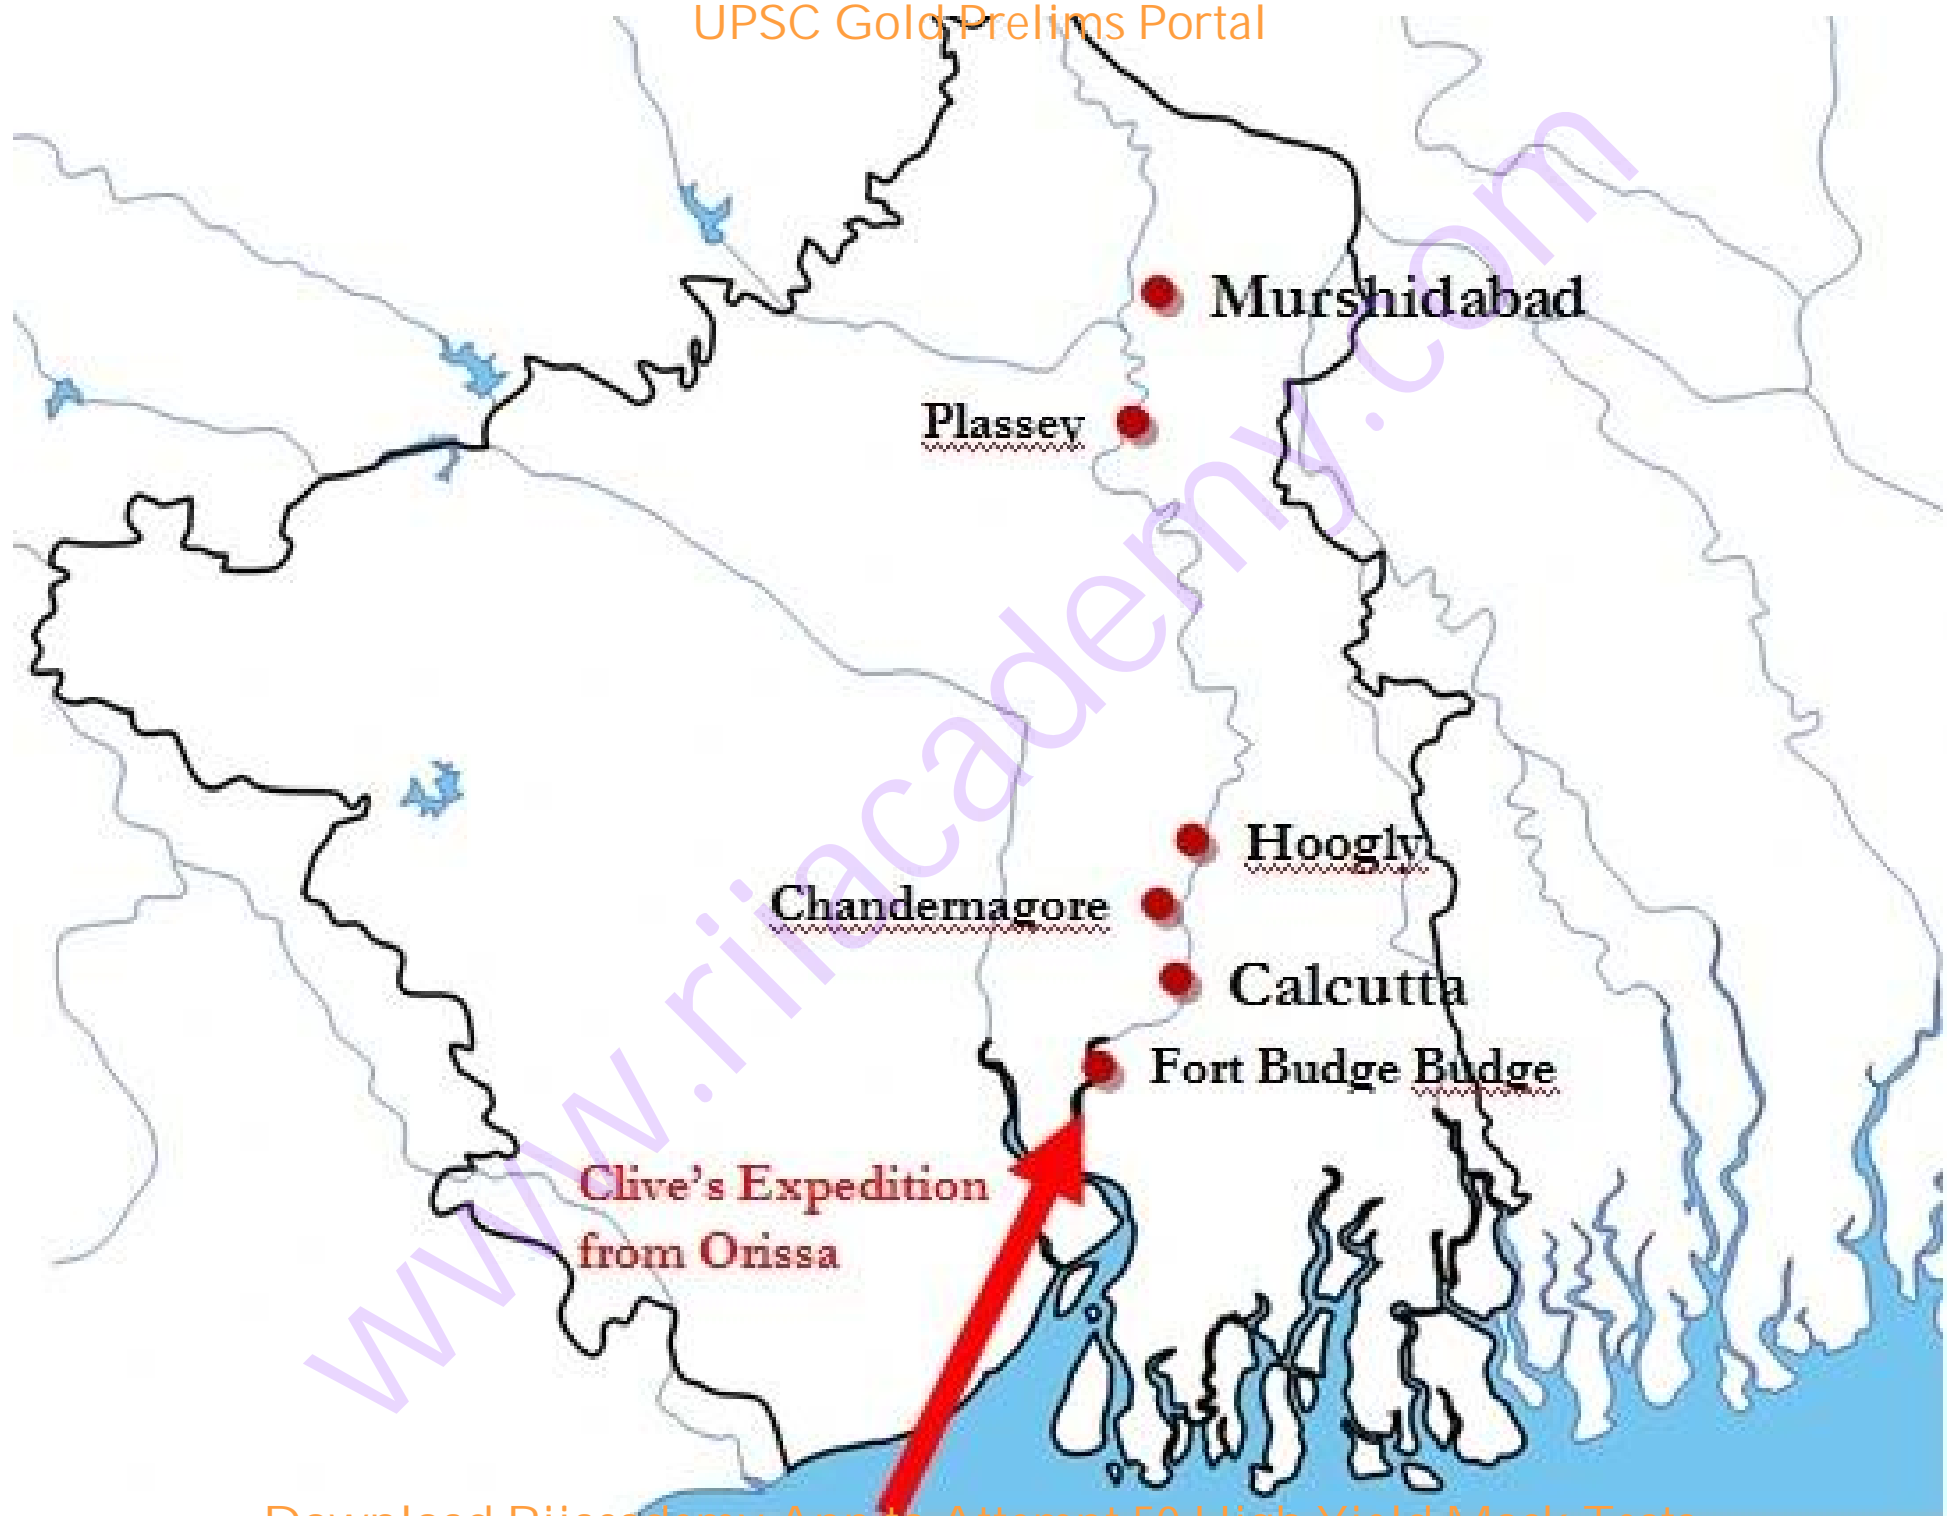 UPSC Gold Prelims Portal
Murshidabad
Plassey
Hoogly
Chandernagore
Calcutta
Fort Budge Budge
Clive's Expedition
from Orissa
www.riiacademy.com